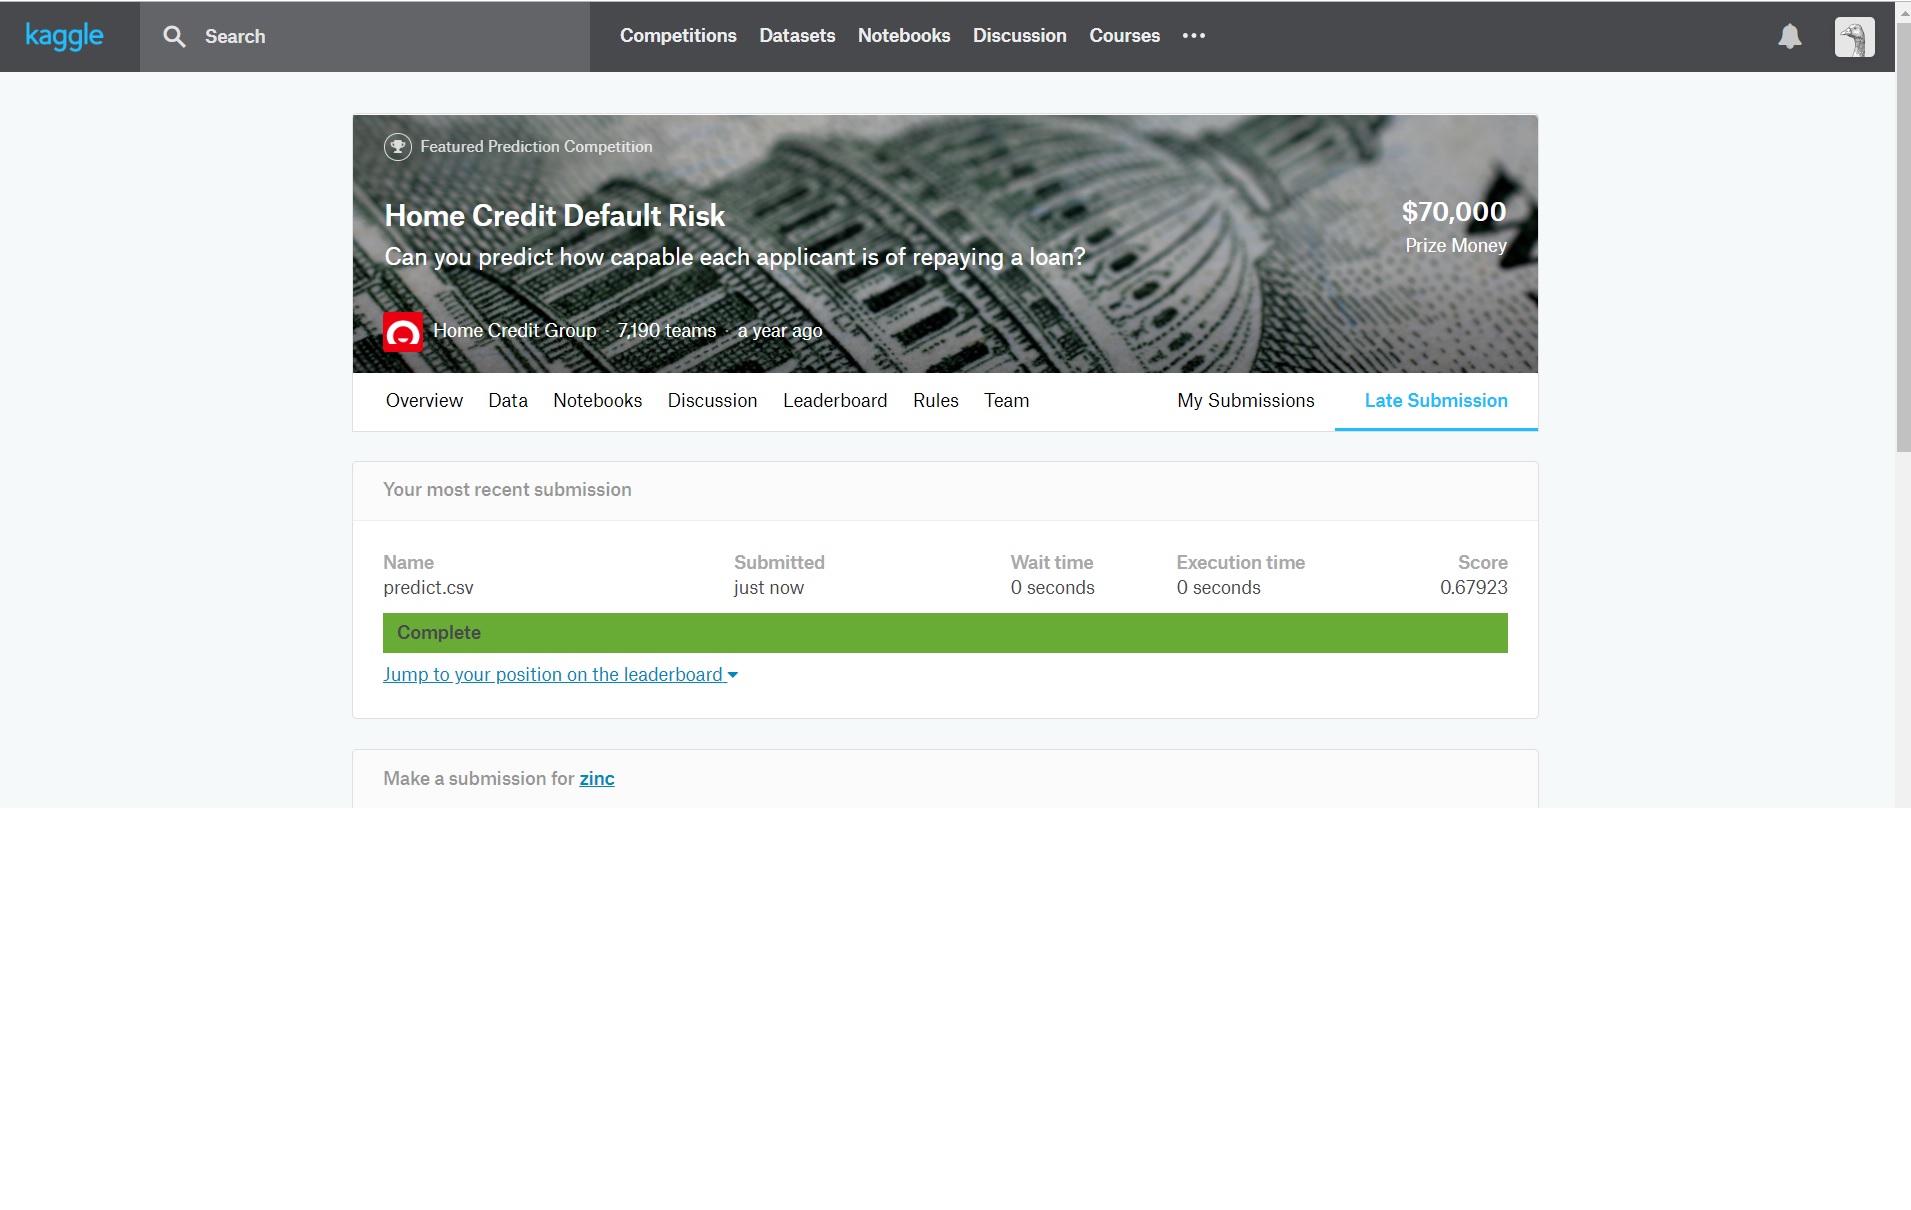 kaggle
Search
Competitions Datasets Notebooks Discussion Courses
Featured Prediction Competition
Home Credit Default Risk
Can you predict how capable each applicant is of repaying a loan?
$70,000
Prize Money
Home Credit Group · 7,190 teams · a year ago
Overview Data Notebooks Discussion Leaderboard Rules Team My Submissions Late Submission
Your most recent submission
Name Submitted Wait time Execution time Score
predict.csv just now 0 seconds 0 seconds 0.67923
Complete
Jump to your position on the leaderboard
Make a submission for zinc